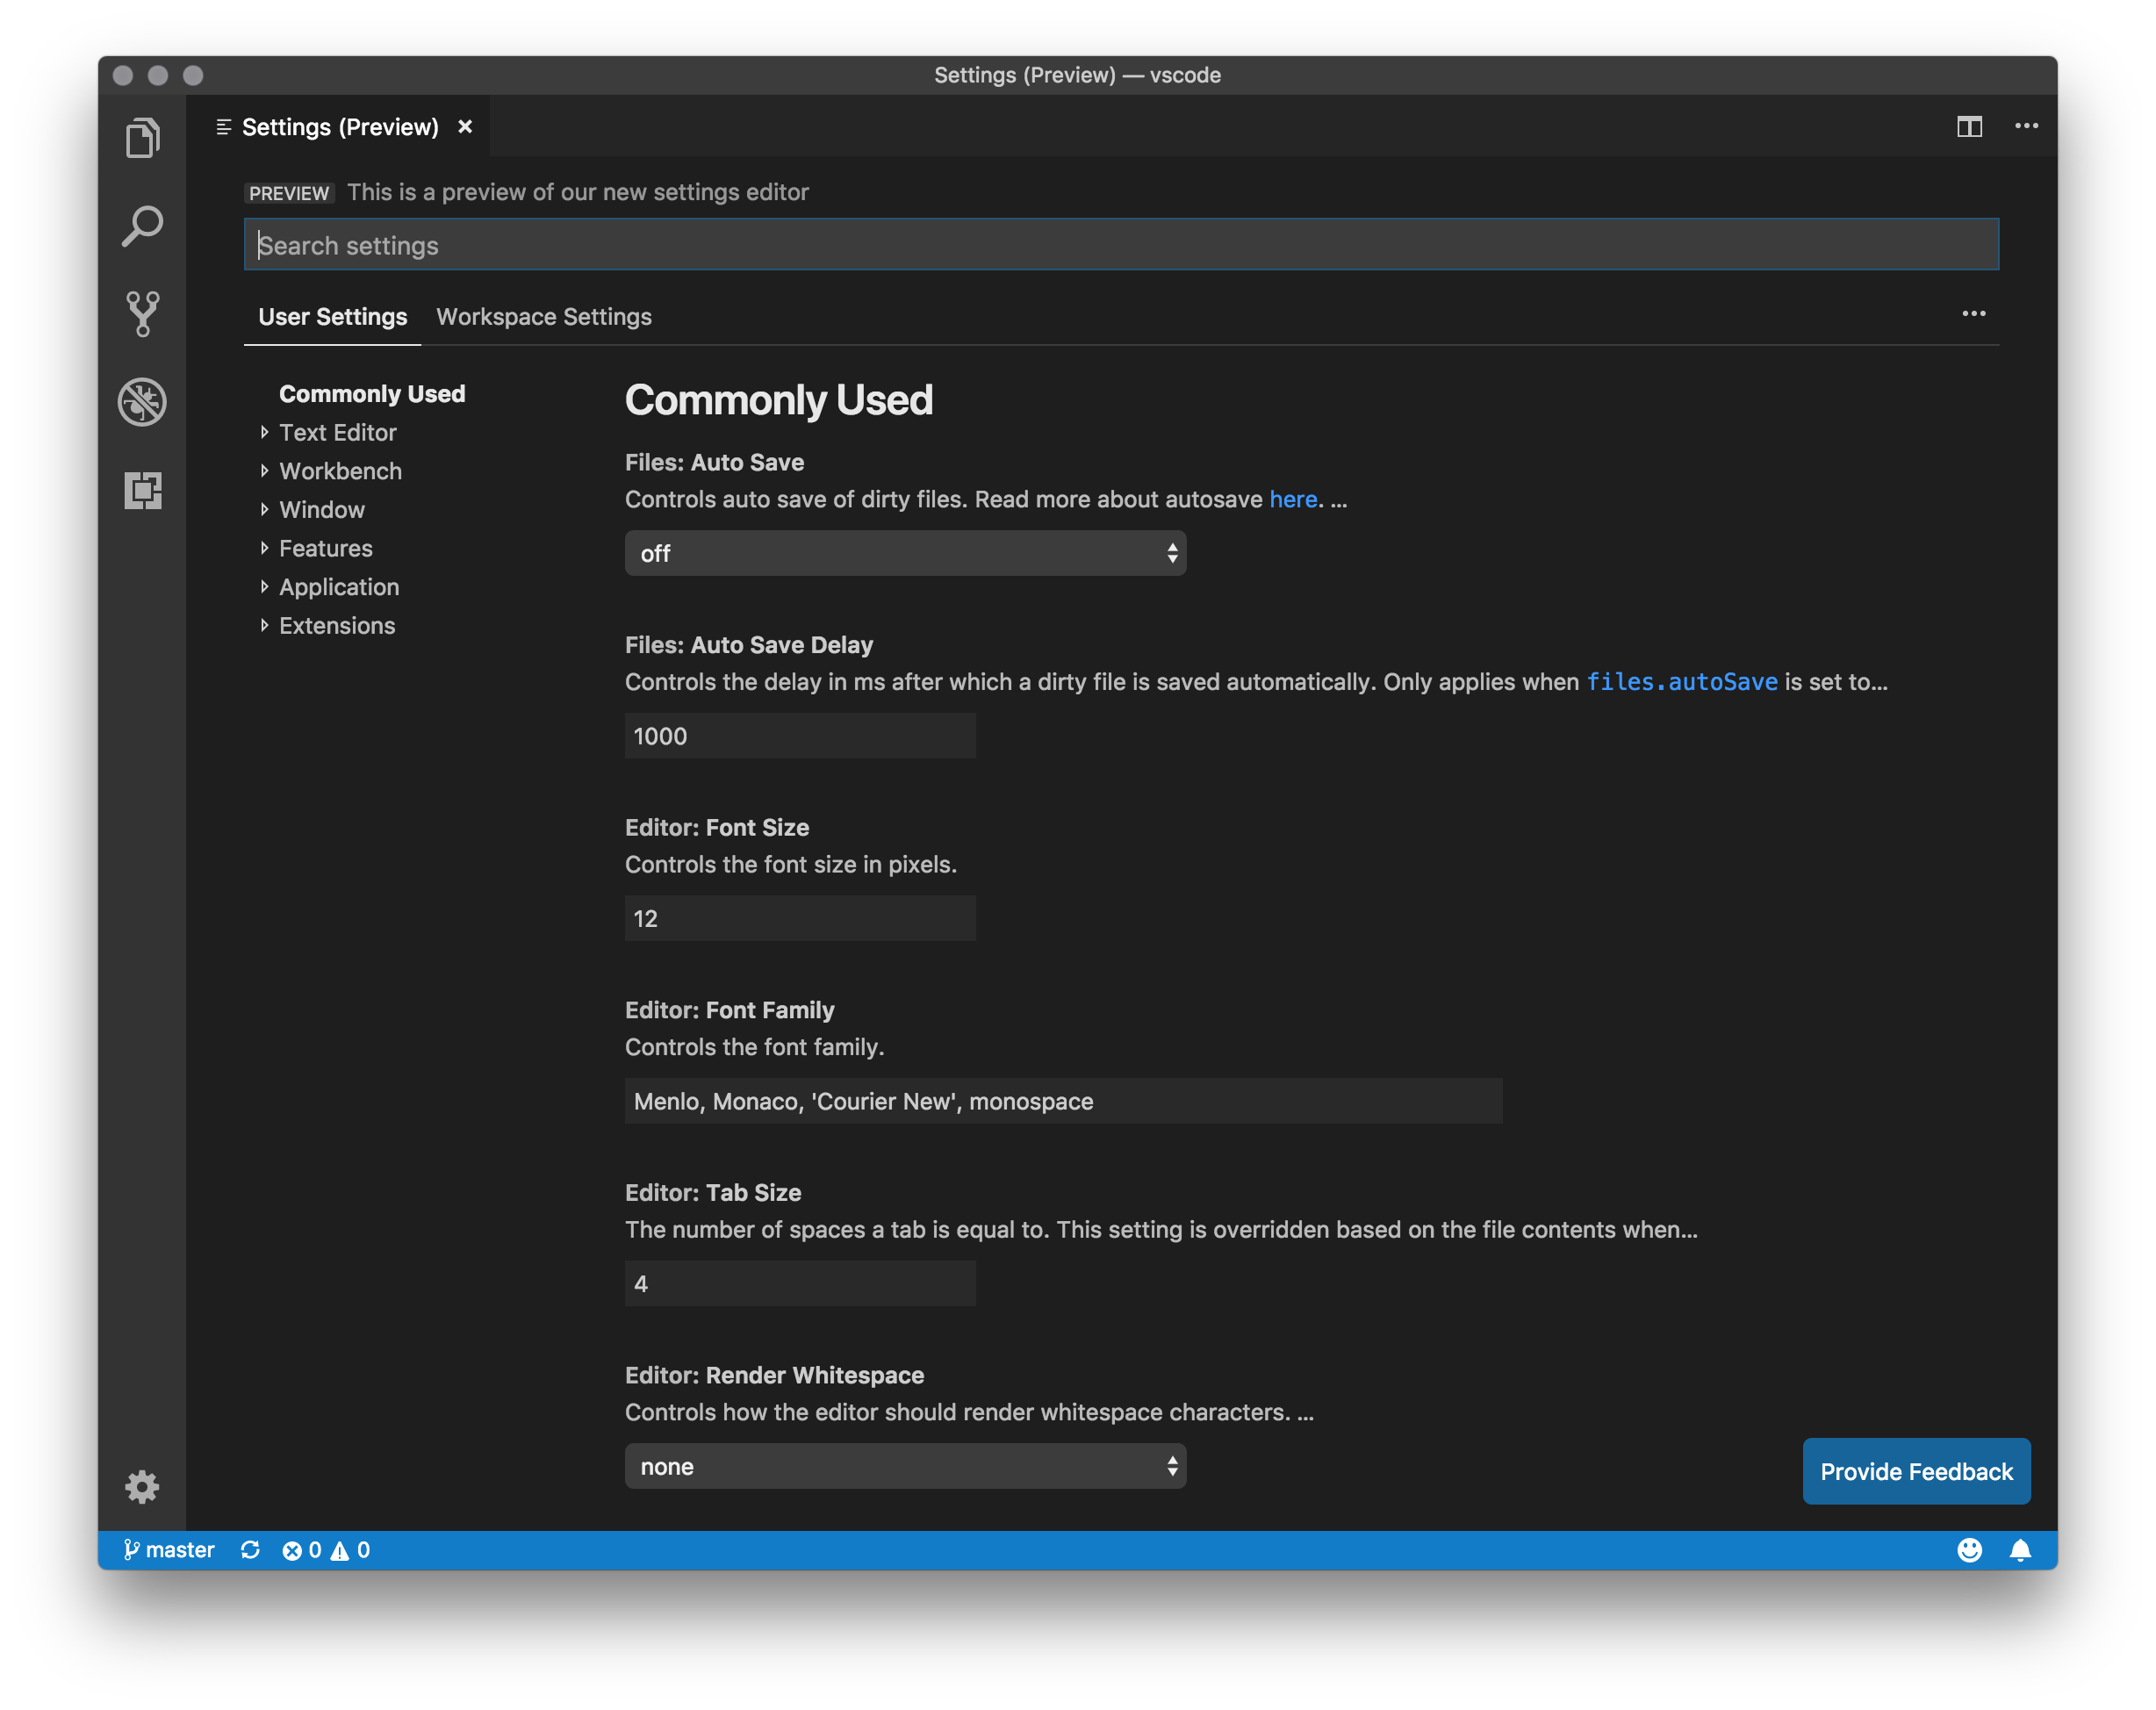 Settings (Preview) — vscode
Settings (Preview)
PREVIEW This is a preview of our new settings editor
Search settings
User Settings Workspace Settings
Commonly Used
Text Editor
Workbench
Window
Features
Application
Extensions
Commonly Used
Files: Auto Save
Controls auto save of dirty files. Read more about autosave here. ...
off
Files: Auto Save Delay
Controls the delay in ms after which a dirty file is saved automatically. Only applies when files.autoSave is set to...
1000
Editor: Font Size
Controls the font size in pixels.
12
Editor: Font Family
Controls the font family.
Menlo, Monaco, 'Courier New', monospace
Editor: Tab Size
The number of spaces a tab is equal to. This setting is overridden based on the file contents when...
4
Editor: Render Whitespace
Controls how the editor should render whitespace characters. ...
none
Provide Feedback
master 0 0